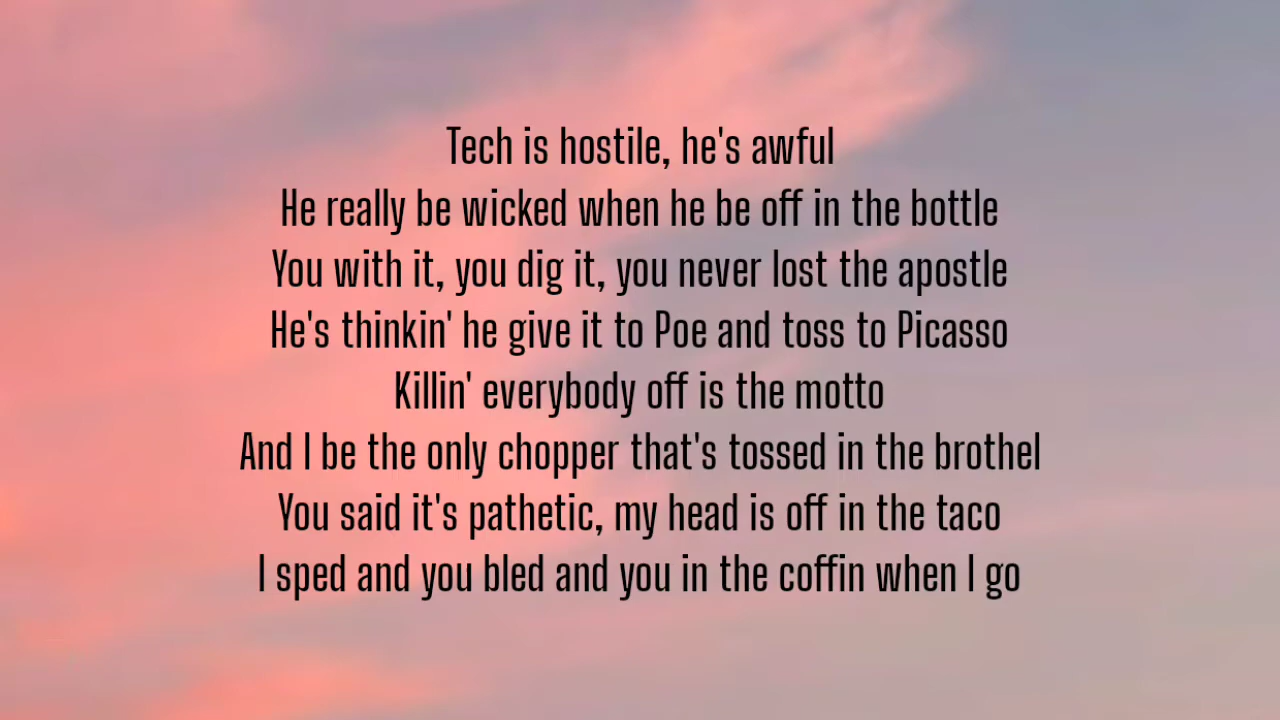 Tech is hostile, he's awful
He really be wicked when he be off in the bottle
You with it, you dig it, you never lost the apostle
He's thinkin' he give it to Poe and toss to Picasso
Killin' everybody off is the motto
And I be the only chopper that's tossed in the brothel
You said it's pathetic, my head is off in the taco
I sped and you bled and you in the coffin when I go